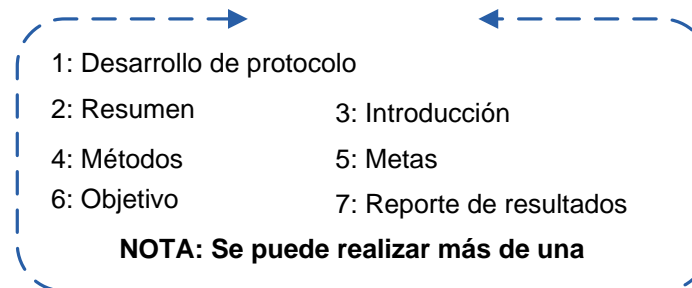 1: Desarrollo de protocolo
2: Resumen
3: Introducción
4: Métodos
5: Metas
6: Objetivo
7: Reporte de resultados
NOTA: Se puede realizar más de una